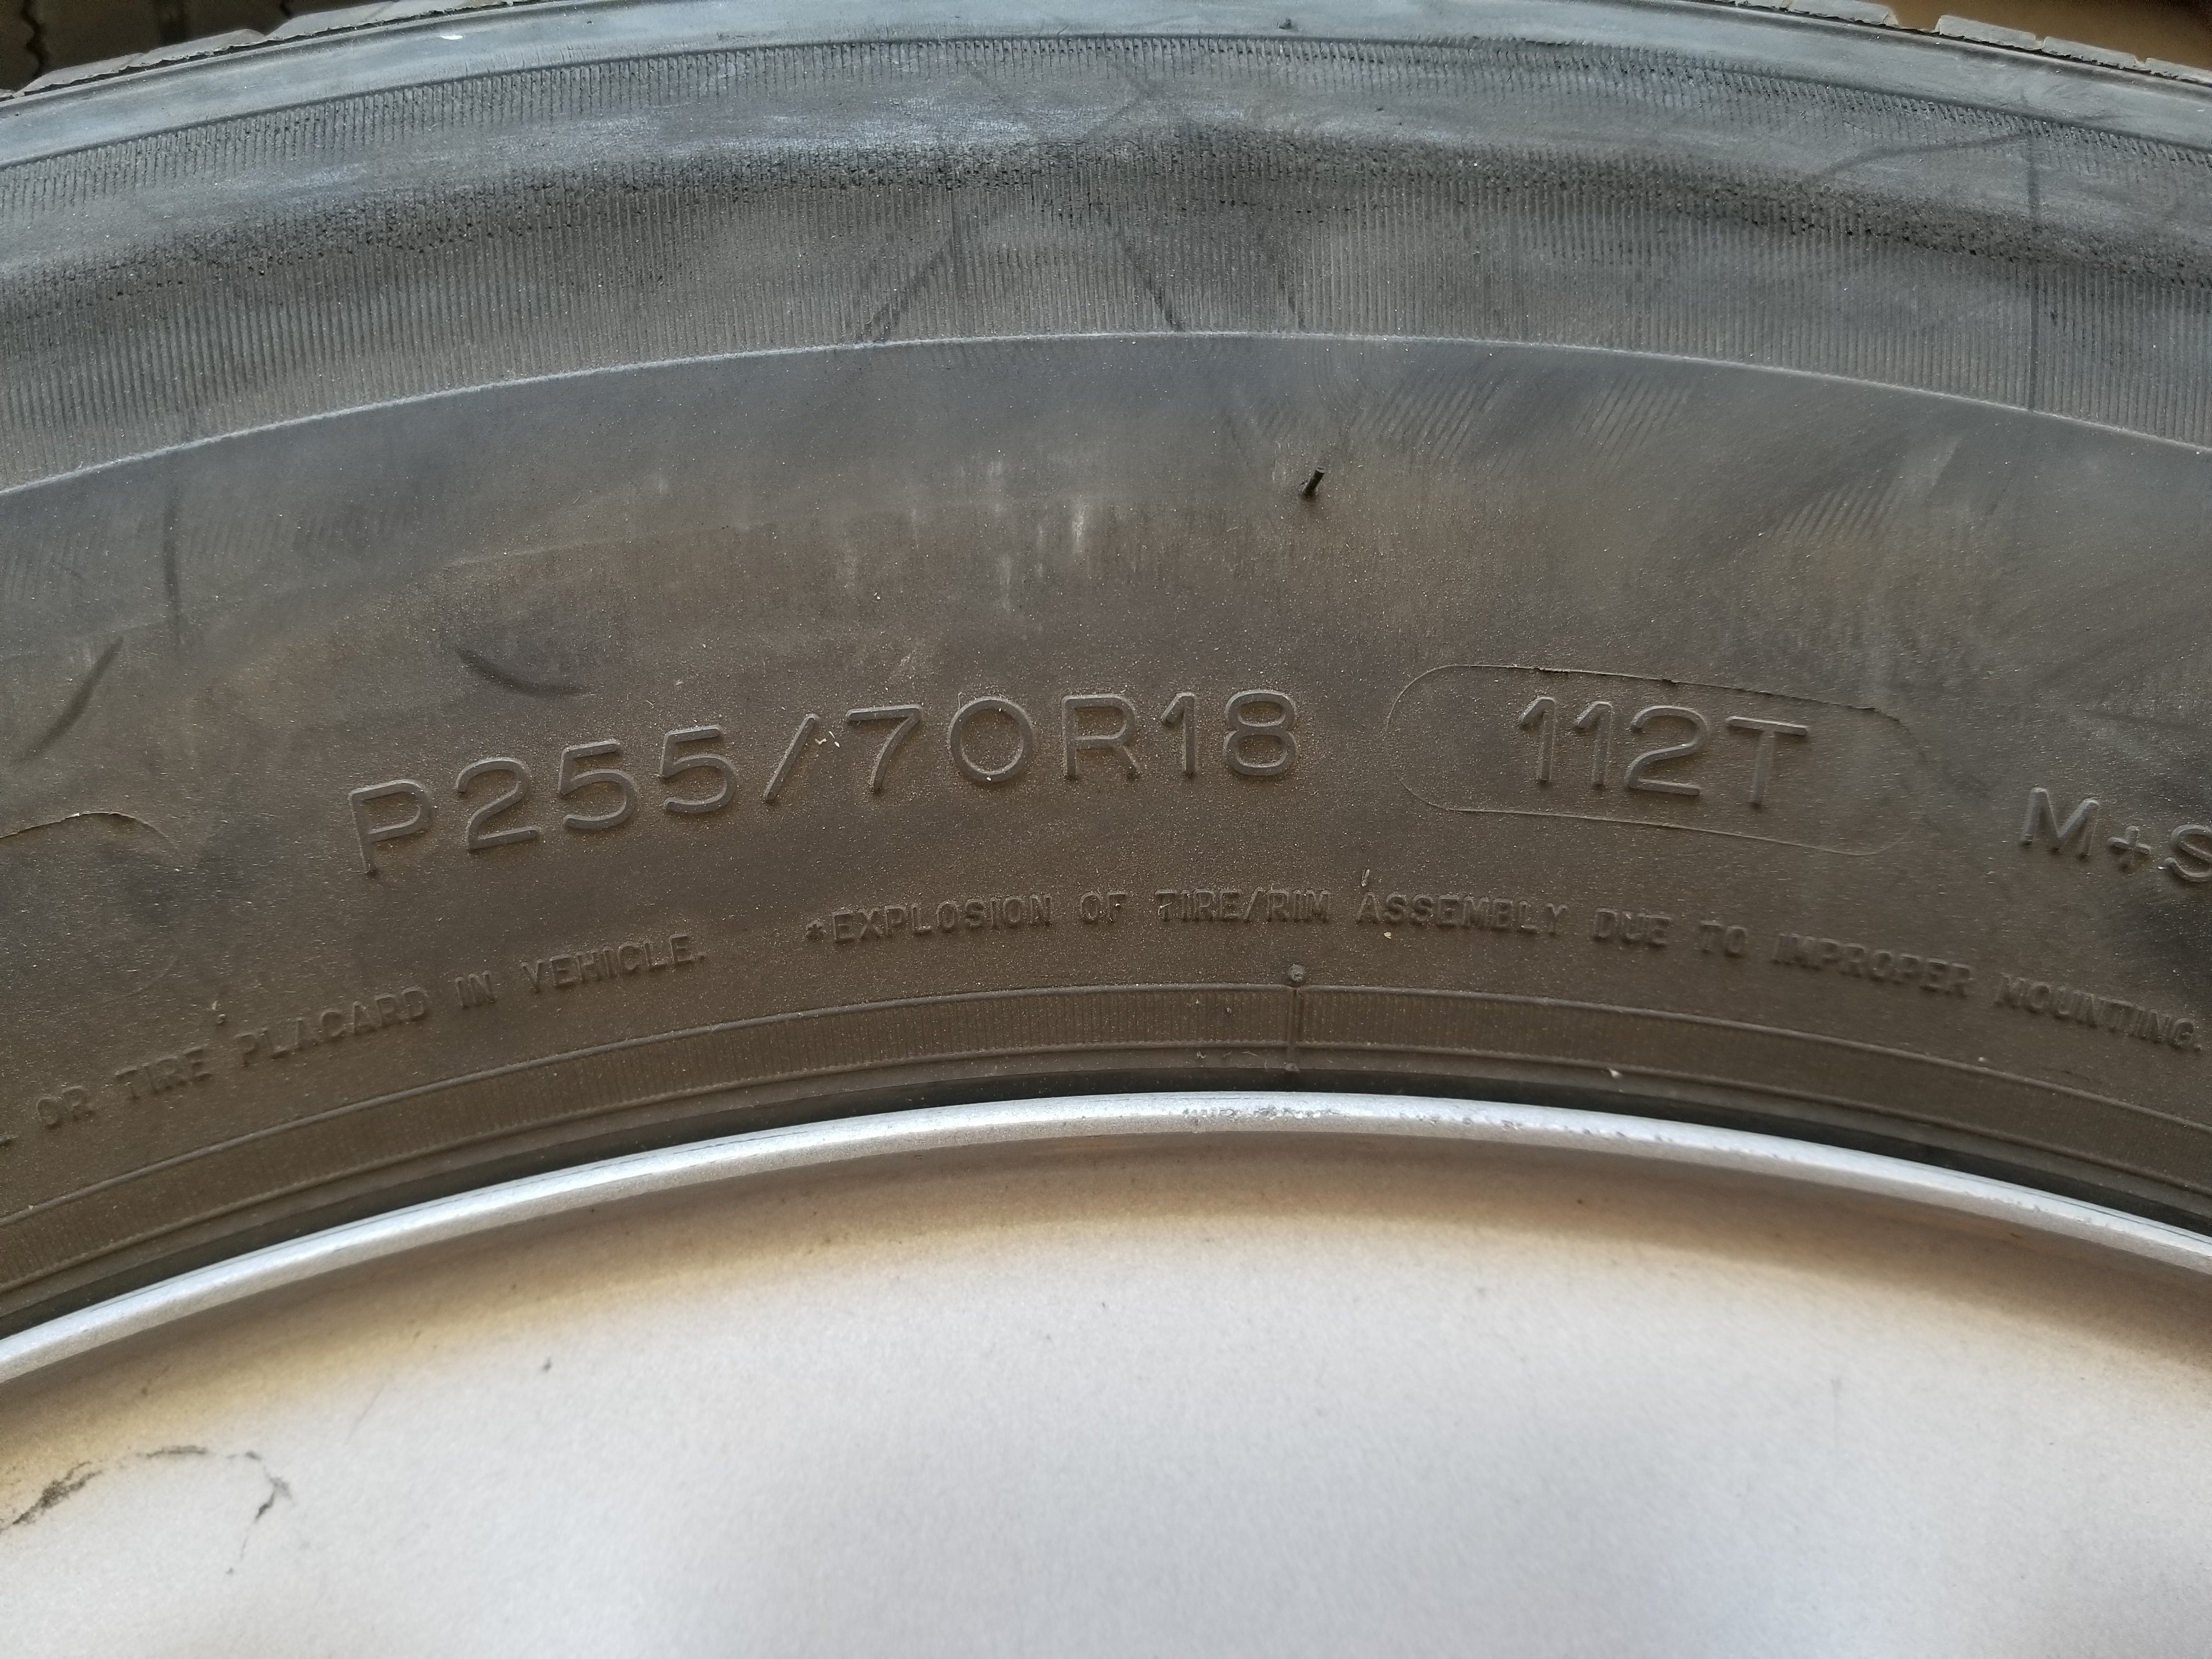 P255/70R18 112T M+S
OR TIRE PLACARD IN VEHICLE. *EXPLOSION OF TIRE/RIM ASSEMBLY DUE TO IMPROPER MOUNTING.